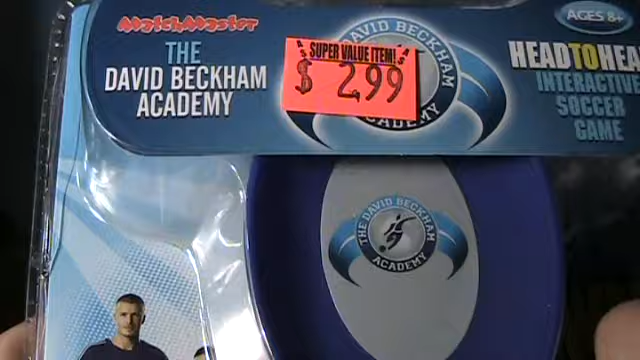 MatchMaster
THE
DAVID BECKHAM
ACADEMY
SUPER VALUE ITEM!
$ 2.99
DAVID BECKHAM
ACADEMY
AGES 8+
HEADTOHEA
INTERACTIV
SOCCER
GAME
THE DAVID BECKHAM
ACADEMY